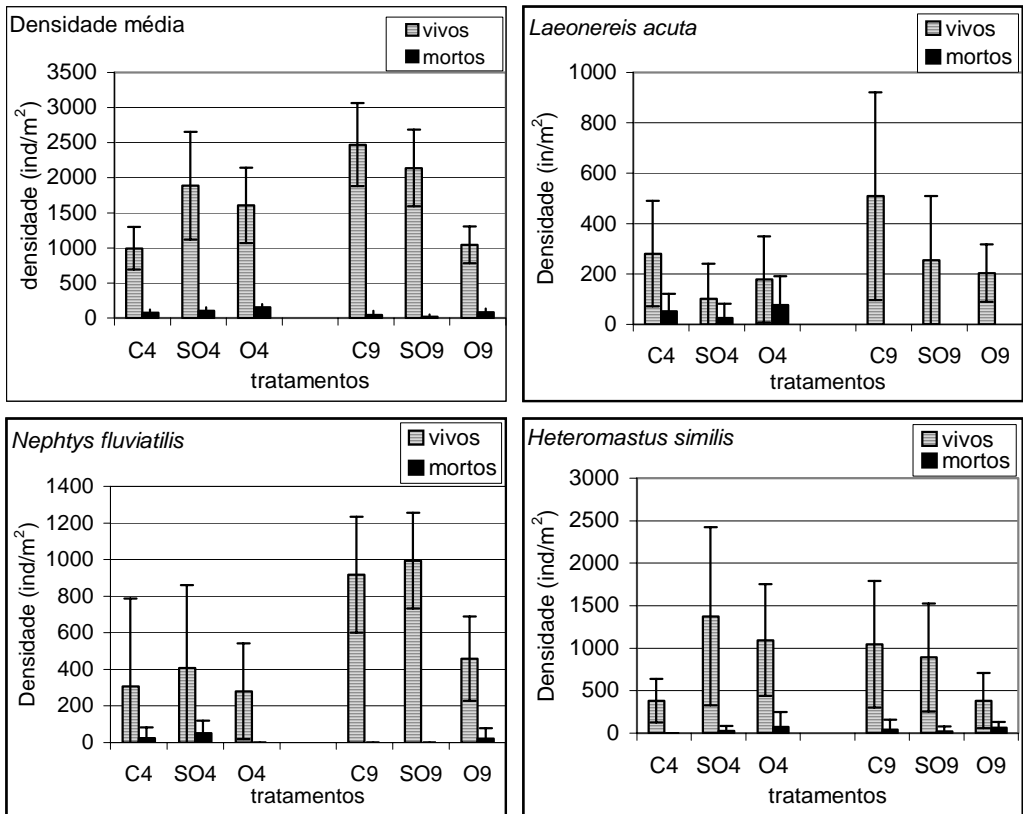 Densidade média
vivos
mortos
densidade (ind/m²)
3500
3000
2500
2000
1500
1000
500
0
C4 SO4 O4 C9 SO9 O9
tratamentos
Laeonereis acuta
vivos
mortos
Densidade (in/m²)
1000
800
600
400
200
0
C4 SO4 O4 C9 SO9 O9
tratamentos
Nephtys fluviatilis
vivos
mortos
Densidade (ind/m²)
1400
1200
1000
800
600
400
200
0
C4 SO4 O4 C9 SO9 O9
tratamentos
Heteromastus similis
vivos
mortos
Densidade (ind/m²)
3000
2500
2000
1500
1000
500
0
C4 SO4 O4 C9 SO9 O9
tratamentos